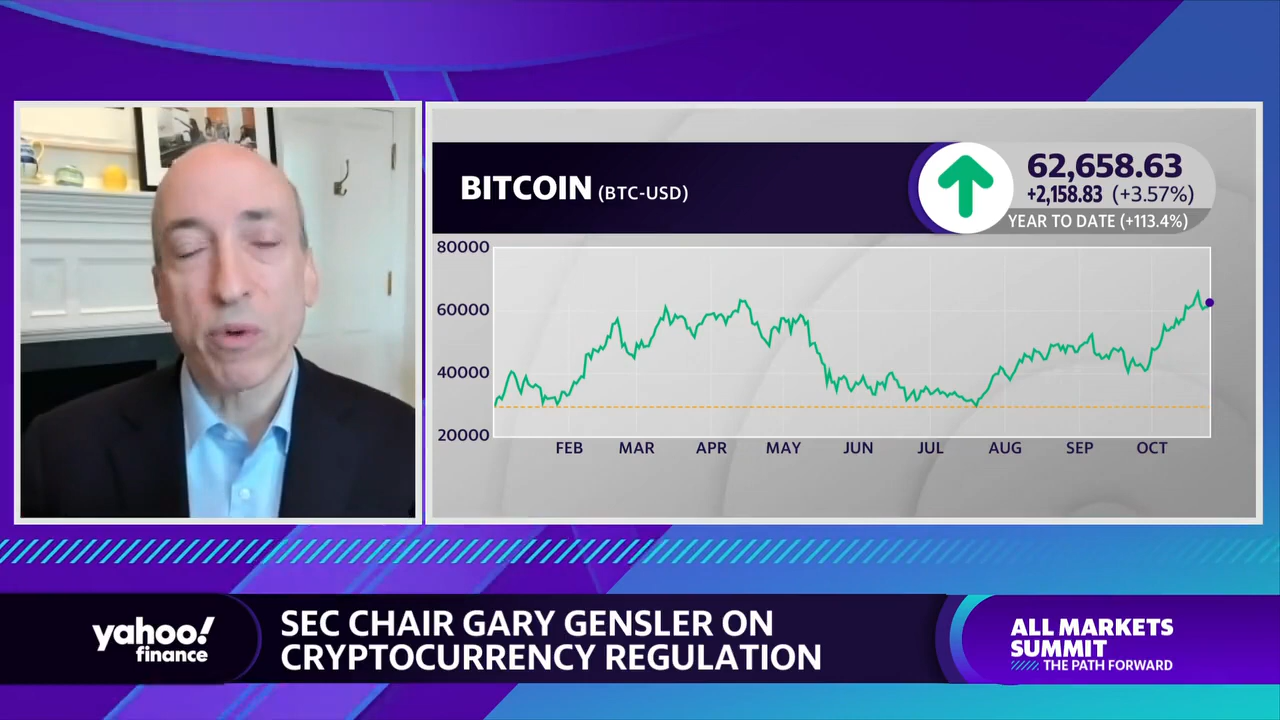 BITCOIN (BTC-USD)
62,658.63
+2,158.83 (+3.57%)
YEAR TO DATE (+113.4%)
80000
60000
40000
20000
FEB MAR APR MAY JUN JUL AUG SEP OCT
yahoo!
finance
SEC CHAIR GARY GENSLER ON
CRYPTOCURRENCY REGULATION
ALL MARKETS
SUMMIT
THE PATH FORWARD